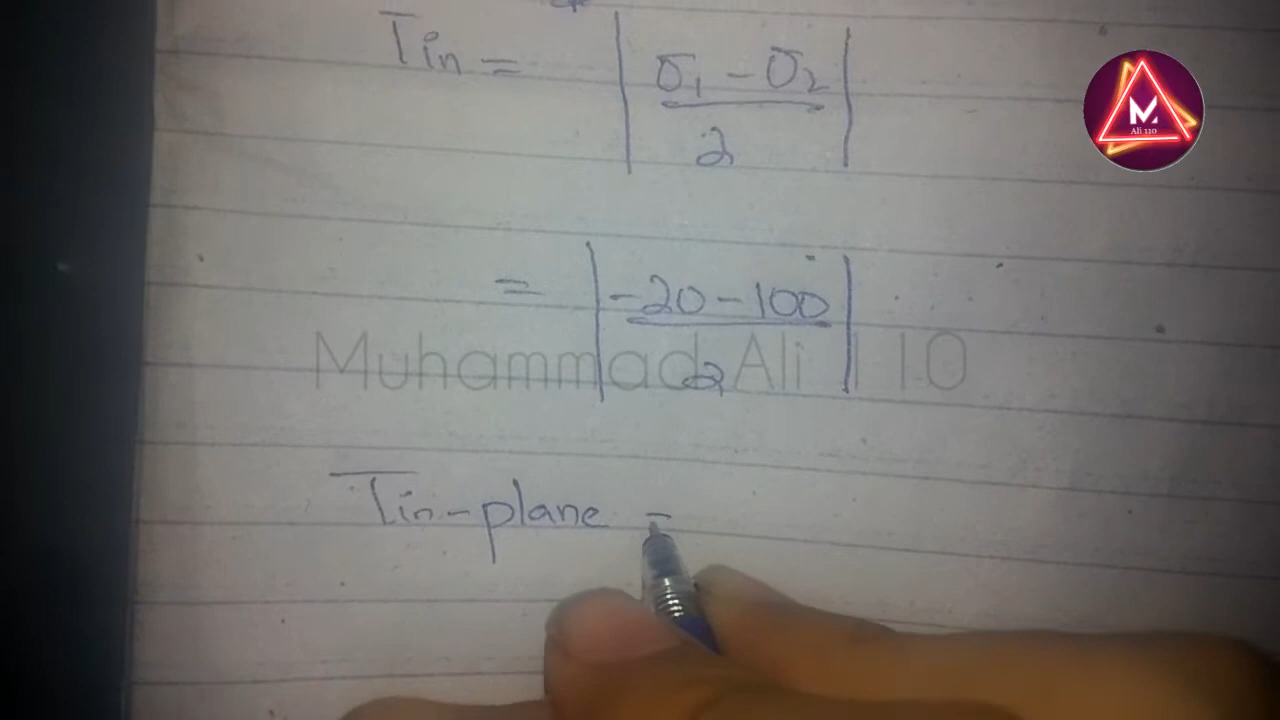 τin = | σ1 - σ2 / 2 |
M
Ali 110
= | -20 - 100 / 2 |
Muhammad Ali 110
τin-plane =